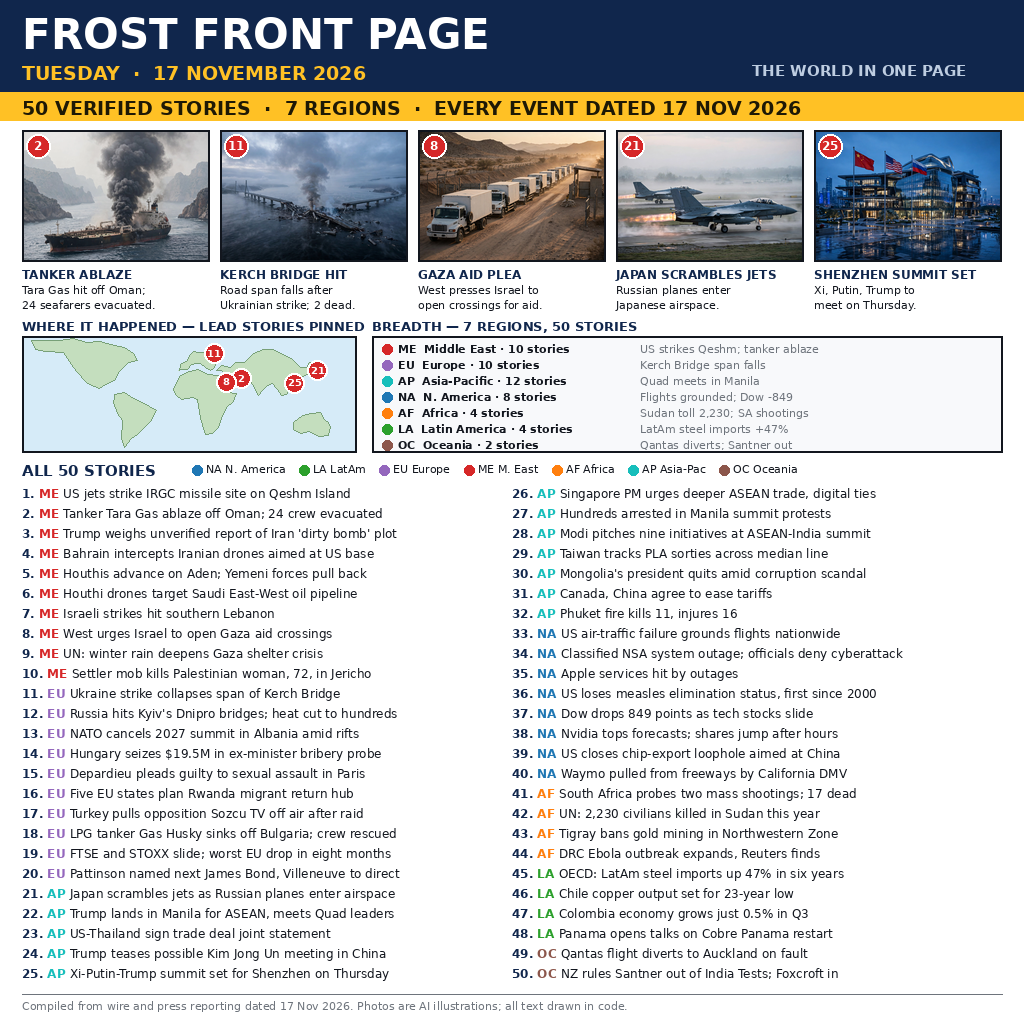 FROST FRONT PAGE
TUESDAY · 17 NOVEMBER 2026
THE WORLD IN ONE PAGE
50 VERIFIED STORIES · 7 REGIONS · EVERY EVENT DATED 17 NOV 2026
2
11
8
21
25
TANKER ABLAZE
Tara Gas hit off Oman;
24 seafarers evacuated.
KERCH BRIDGE HIT
Road span falls after
Ukrainian strike; 2 dead.
GAZA AID PLEA
West presses Israel to
open crossings for aid.
JAPAN SCRAMBLES JETS
Russian planes enter
Japanese airspace.
SHENZHEN SUMMIT SET
Xi, Putin, Trump to
meet on Thursday.
WHERE IT HAPPENED — LEAD STORIES PINNED
11
8
2
25
21
BREADTH — 7 REGIONS, 50 STORIES
ME Middle East · 10 stories US strikes Qeshm; tanker ablaze
EU Europe · 10 stories Kerch Bridge span falls
AP Asia-Pacific · 12 stories Quad meets in Manila
NA N. America · 8 stories Flights grounded; Dow -849
AF Africa · 4 stories Sudan toll 2,230; SA shootings
LA Latin America · 4 stories LatAm steel imports +47%
OC Oceania · 2 stories Qantas diverts; Santner out
ALL 50 STORIES
NA N. America LA LatAm EU Europe ME M. East AF Africa AP Asia-Pac OC Oceania
1. ME US jets strike IRGC missile site on Qeshm Island
2. ME Tanker Tara Gas ablaze off Oman; 24 crew evacuated
3. ME Trump weighs unverified report of Iran 'dirty bomb' plot
4. ME Bahrain intercepts Iranian drones aimed at US base
5. ME Houthis advance on Aden; Yemeni forces pull back
6. ME Houthi drones target Saudi East-West oil pipeline
7. ME Israeli strikes hit southern Lebanon
8. ME West urges Israel to open Gaza aid crossings
9. ME UN: winter rain deepens Gaza shelter crisis
10. ME Settler mob kills Palestinian woman, 72, in Jericho
11. EU Ukraine strike collapses span of Kerch Bridge
12. EU Russia hits Kyiv's Dnipro bridges; heat cut to hundreds
13. EU NATO cancels 2027 summit in Albania amid rifts
14. EU Hungary seizes $19.5M in ex-minister bribery probe
15. EU Depardieu pleads guilty to sexual assault in Paris
16. EU Five EU states plan Rwanda migrant return hub
17. EU Turkey pulls opposition Sozcu TV off air after raid
18. EU LPG tanker Gas Husky sinks off Bulgaria; crew rescued
19. EU FTSE and STOXX slide; worst EU drop in eight months
20. EU Pattinson named next James Bond, Villeneuve to direct
21. AP Japan scrambles jets as Russian planes enter airspace
22. AP Trump lands in Manila for ASEAN, meets Quad leaders
23. AP US-Thailand sign trade deal joint statement
24. AP Trump teases possible Kim Jong Un meeting in China
25. AP Xi-Putin-Trump summit set for Shenzhen on Thursday
26. AP Singapore PM urges deeper ASEAN trade, digital ties
27. AP Hundreds arrested in Manila summit protests
28. AP Modi pitches nine initiatives at ASEAN-India summit
29. AP Taiwan tracks PLA sorties across median line
30. AP Mongolia's president quits amid corruption scandal
31. AP Canada, China agree to ease tariffs
32. AP Phuket fire kills 11, injures 16
33. NA US air-traffic failure grounds flights nationwide
34. NA Classified NSA system outage; officials deny cyberattack
35. NA Apple services hit by outages
36. NA US loses measles elimination status, first since 2000
37. NA Dow drops 849 points as tech stocks slide
38. NA Nvidia tops forecasts; shares jump after hours
39. NA US closes chip-export loophole aimed at China
40. NA Waymo pulled from freeways by California DMV
41. AF South Africa probes two mass shootings; 17 dead
42. AF UN: 2,230 civilians killed in Sudan this year
43. AF Tigray bans gold mining in Northwestern Zone
44. AF DRC Ebola outbreak expands, Reuters finds
45. LA OECD: LatAm steel imports up 47% in six years
46. LA Chile copper output set for 23-year low
47. LA Colombia economy grows just 0.5% in Q3
48. LA Panama opens talks on Cobre Panama restart
49. OC Qantas flight diverts to Auckland on fault
50. OC NZ rules Santner out of India Tests; Foxcroft in
Compiled from wire and press reporting dated 17 Nov 2026. Photos are AI illustrations; all text drawn in code.